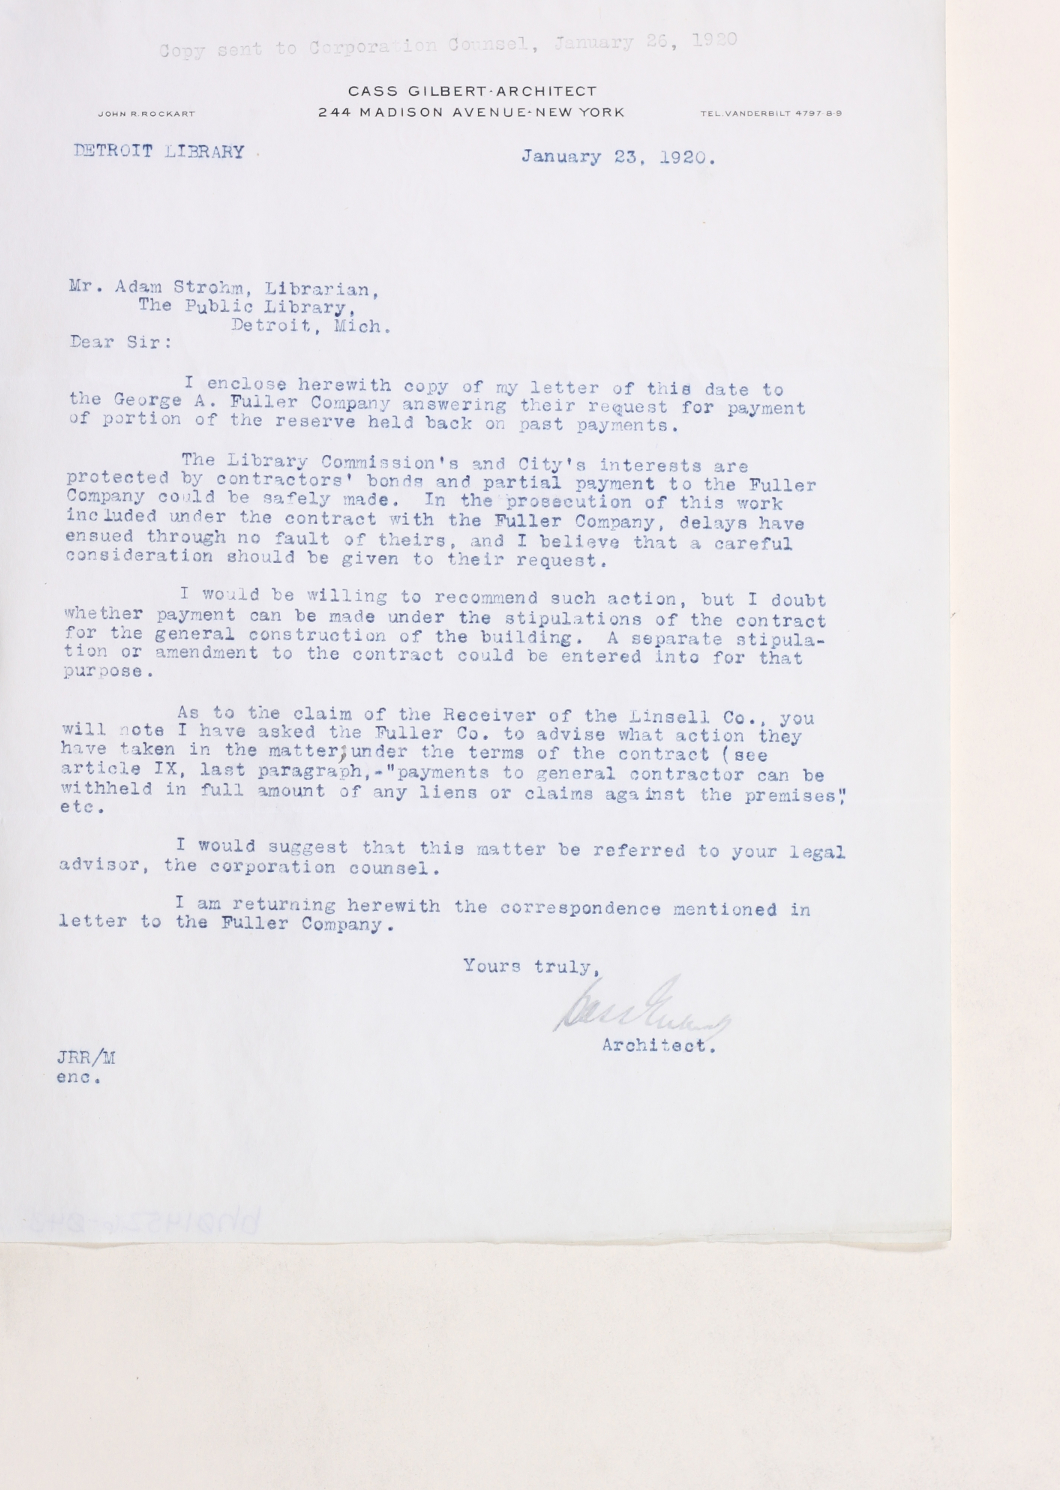 Copy sent to Corporation Counsel, January 26, 1920
CASS GILBERT·ARCHITECT
JOHN R. ROCKART 244 MADISON AVENUE·NEW YORK TEL. VANDERBILT 4797-8-9
DETROIT LIBRARY January 23, 1920.
Mr. Adam Strohm, Librarian,
The Public Library,
Detroit, Mich.
Dear Sir:
I enclose herewith copy of my letter of this date to
the George A. Fuller Company answering their request for payment
of portion of the reserve held back on past payments.
The Library Commission's and City's interests are
protected by contractors' bonds and partial payment to the Fuller
Company could be safely made. In the prosecution of this work
included under the contract with the Fuller Company, delays have
ensued through no fault of theirs, and I believe that a careful
consideration should be given to their request.
I would be willing to recommend such action, but I doubt
whether payment can be made under the stipulations of the contract
for the general construction of the building. A separate stipula-
tion or amendment to the contract could be entered into for that
purpose.
As to the claim of the Receiver of the Linsell Co., you
will note I have asked the Fuller Co. to advise what action they
have taken in the matter; under the terms of the contract (see
article IX, last paragraph,-"payments to general contractor can be
withheld in full amount of any liens or claims against the premises",
etc.
I would suggest that this matter be referred to your legal
advisor, the corporation counsel.
I am returning herewith the correspondence mentioned in
letter to the Fuller Company.
Yours truly,
Cass Gilbert
Architect.
JRR/M
enc.